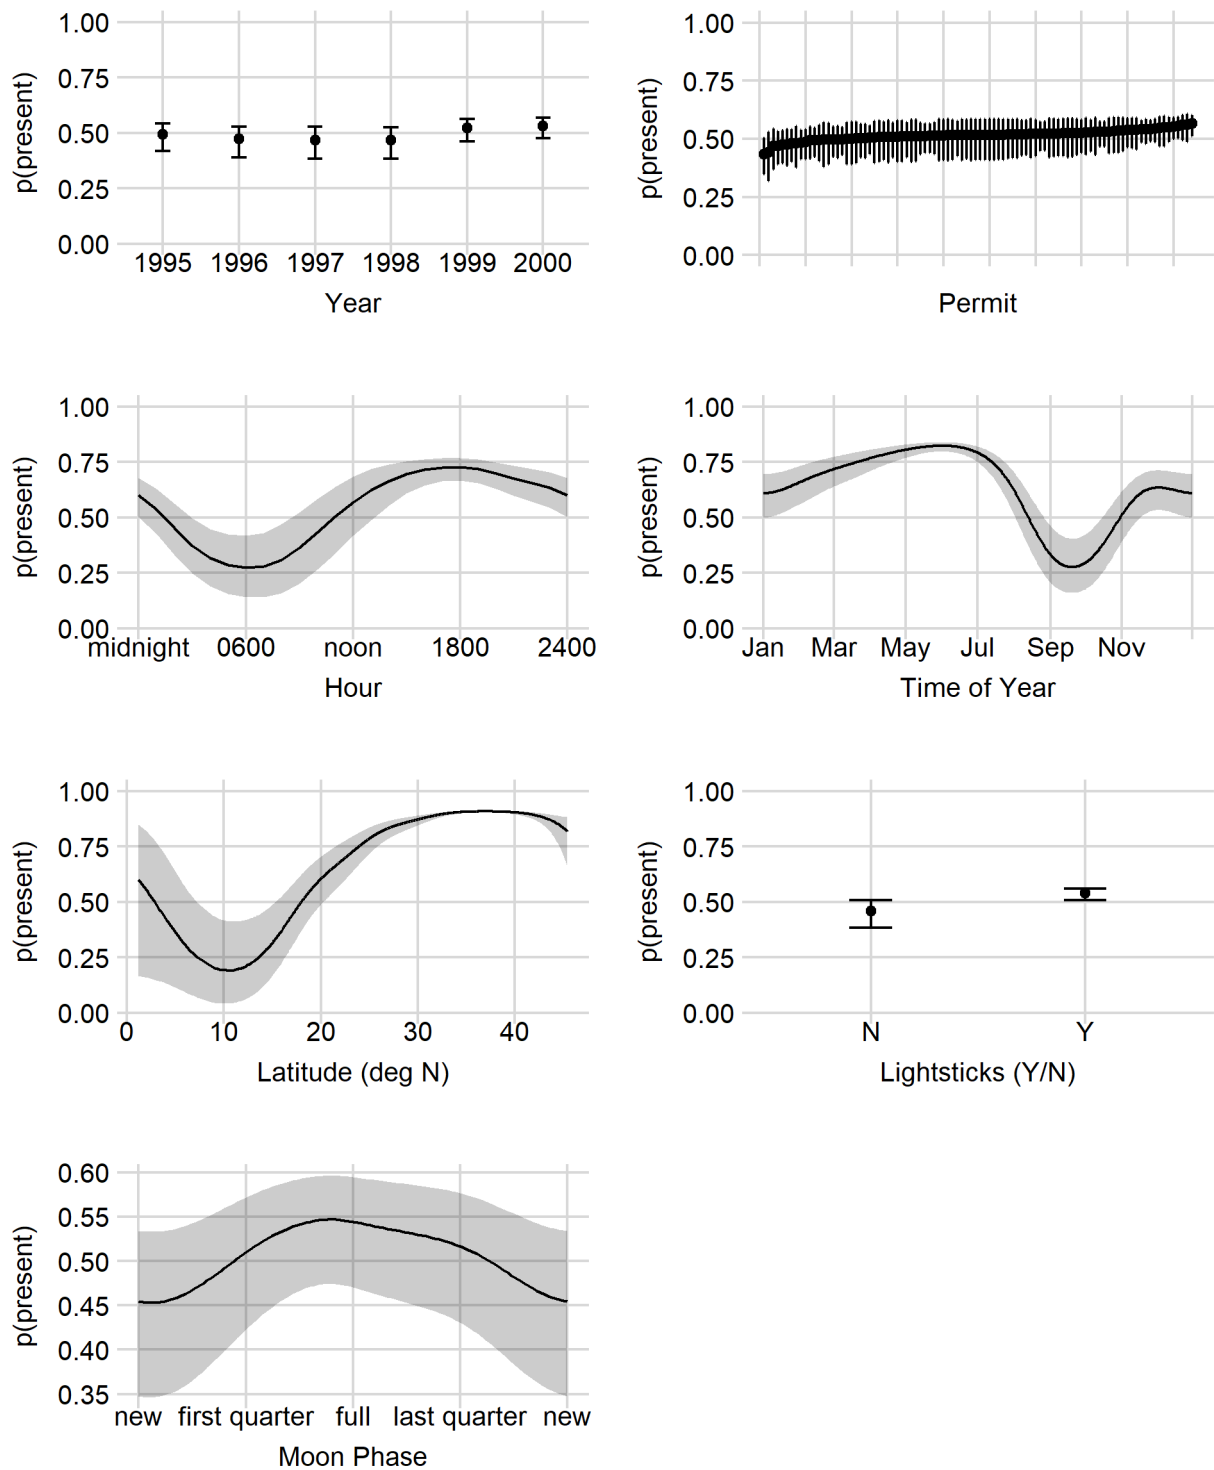 1.00
0.75
0.50
0.25
0.00
p(present)
1995 1996 1997 1998 1999 2000
Year
1.00
0.75
0.50
0.25
0.00
p(present)
Permit
1.00
0.75
0.50
0.25
0.00
p(present)
midnight 0600 noon 1800 2400
Hour
1.00
0.75
0.50
0.25
0.00
p(present)
Jan Mar May Jul Sep Nov
Time of Year
1.00
0.75
0.50
0.25
0.00
p(present)
0 10 20 30 40
Latitude (deg N)
1.00
0.75
0.50
0.25
0.00
p(present)
N Y
Lightsticks (Y/N)
0.60
0.55
0.50
0.45
0.40
0.35
p(present)
new first quarter full last quarter new
Moon Phase